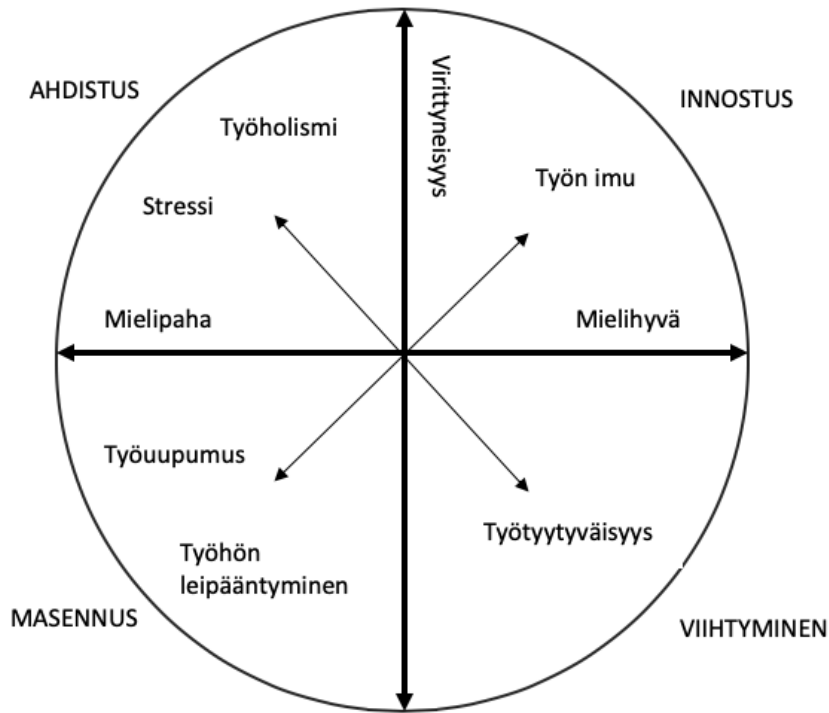 AHDISTUS
INNOSTUS
Virittyneisyys
Työholismi
Työn imu
Stressi
Mielipaha
Mielihyvä
Työuupumus
Työtyytyväisyys
Työhön
leipääntyminen
MASENNUS
VIIHTYMINEN